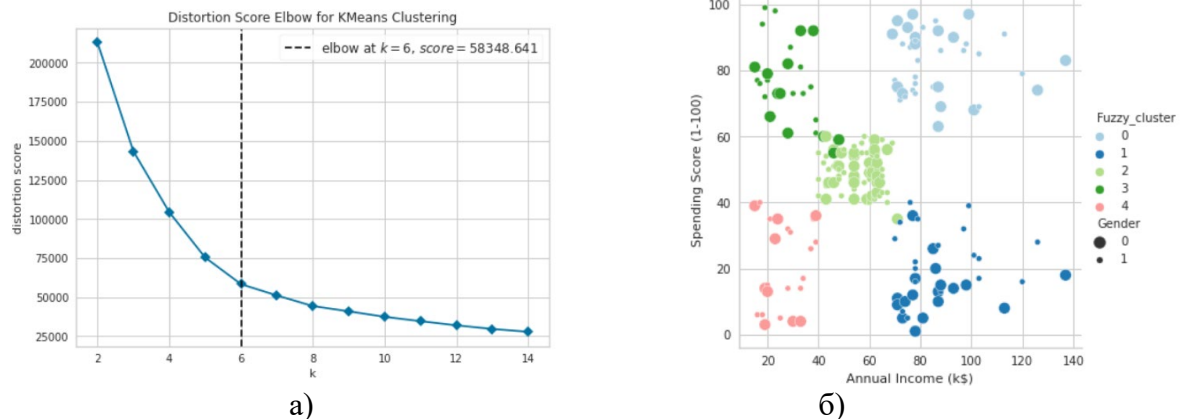 Distortion Score Elbow for KMeans Clustering
elbow at k = 6, score = 58348.641
distortion score
200000
175000
150000
125000
100000
75000
50000
25000
2 4 6 8 10 12 14
k
а)
100
80
60
40
20
0
Spending Score (1-100)
20 40 60 80 100 120 140
Annual Income (k$)
Fuzzy_cluster
0
1
2
3
4
Gender
0
1
б)